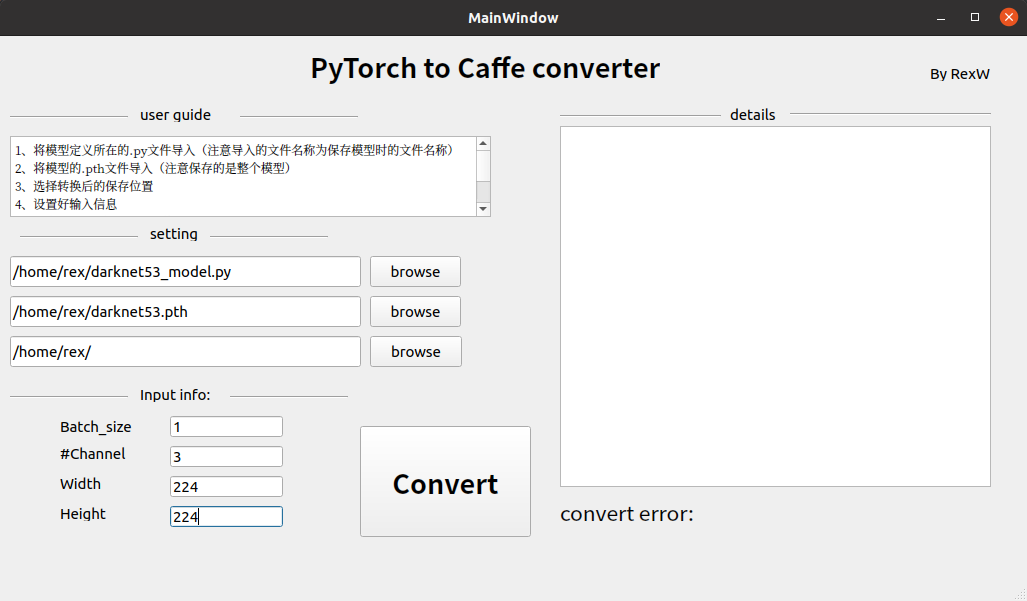 MainWindow
PyTorch to Caffe converter
By RexW
user guide
1、将模型定义所在的.py文件导入（注意导入的文件名称为保存模型时的文件名称）
2、将模型的.pth文件导入（注意保存的是整个模型）
3、选择转换后的保存位置
4、设置好输入信息
setting
/home/rex/darknet53_model.py browse
/home/rex/darknet53.pth browse
/home/rex/ browse
Input info:
Batch_size 1
#Channel 3
Width 224
Height 224
Convert
details
convert error: